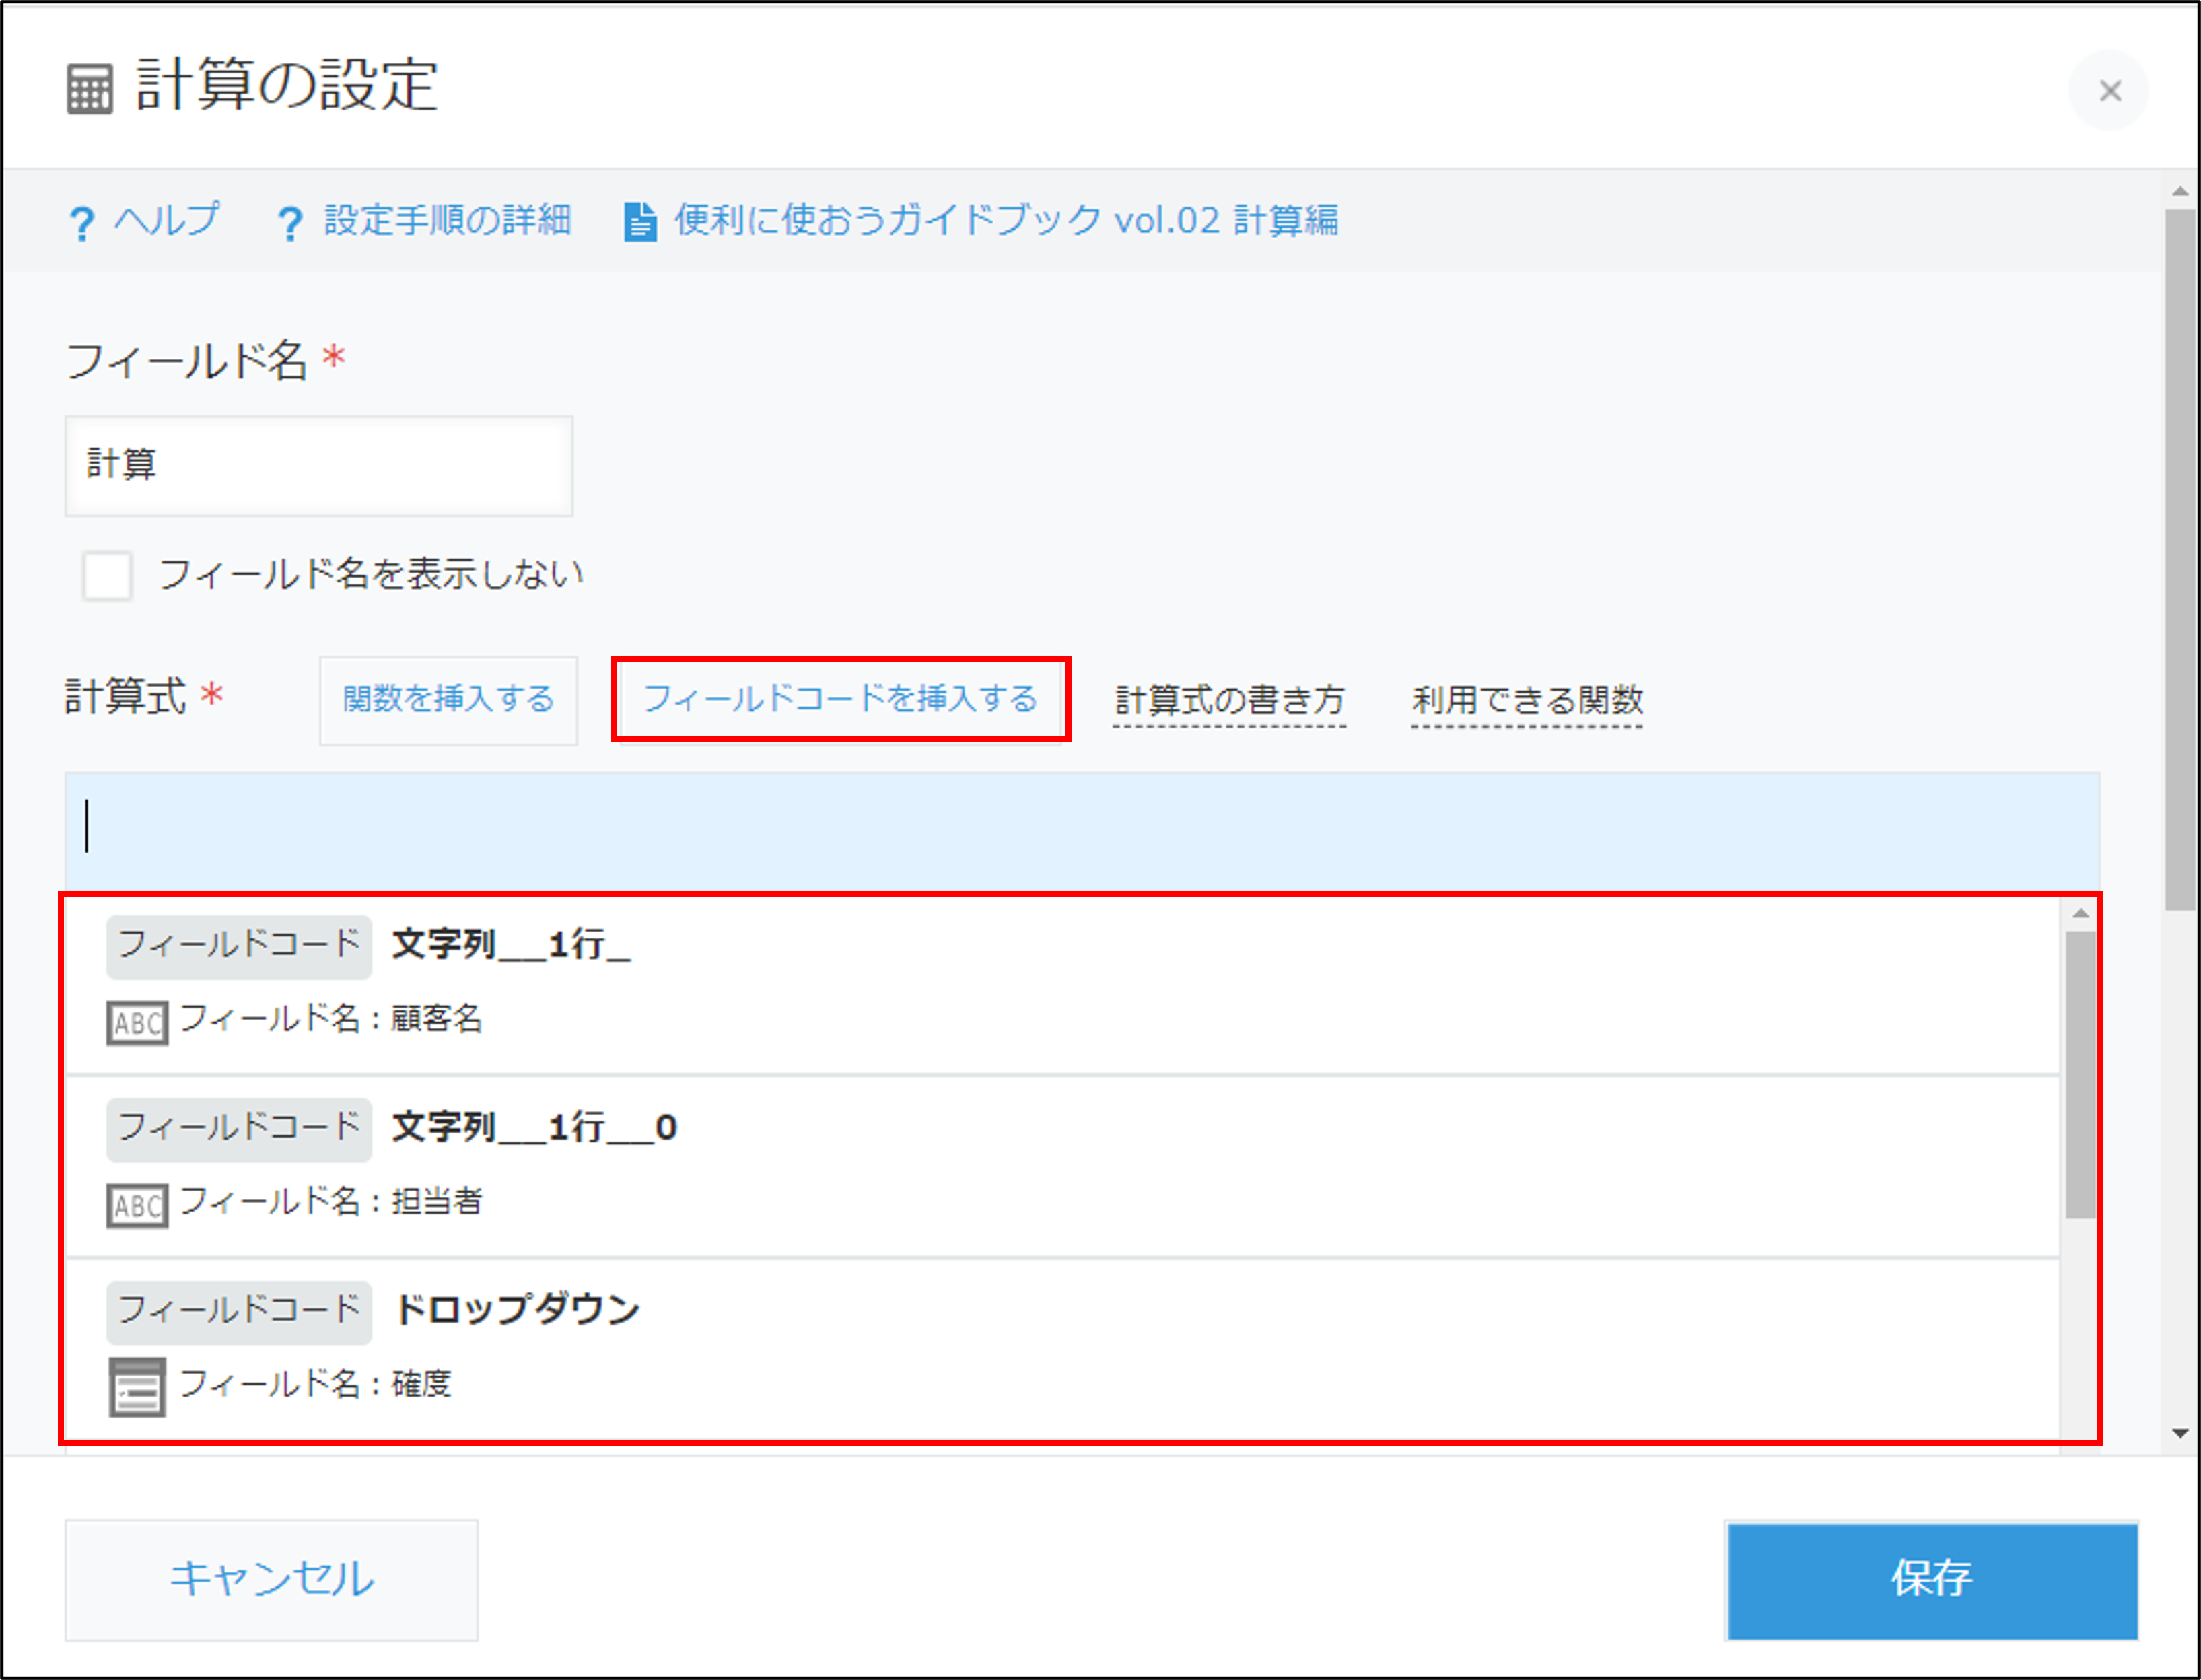 計算の設定
ヘルプ 設定手順の詳細 便利に使おうガイドブック vol.02 計算編
フィールド名 *
計算
フィールド名を表示しない
計算式 * 関数を挿入する フィールドコードを挿入する 計算式の書き方 利用できる関数
フィールドコード 文字列__1行_
ABC フィールド名：顧客名
フィールドコード 文字列__1行__0
ABC フィールド名：担当者
フィールドコード ドロップダウン
フィールド名：確度
キャンセル 保存